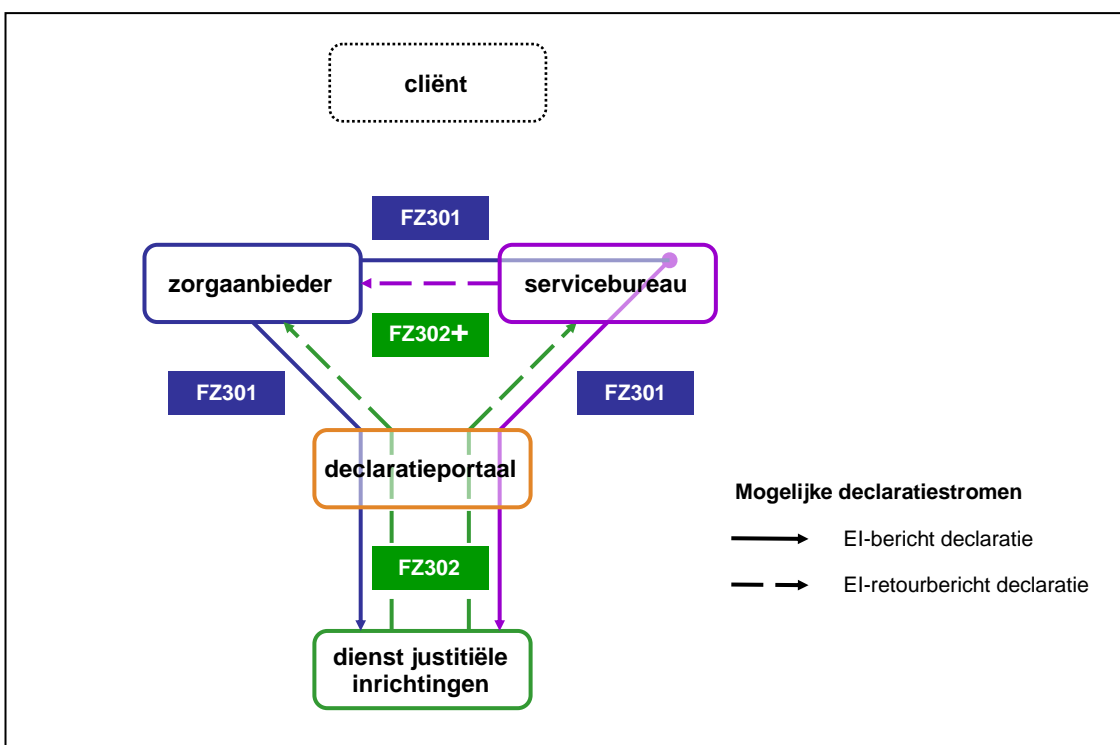 cliënt
FZ301
zorgaanbieder
servicebureau
FZ302+
FZ301
FZ301
declaratieportaal
Mogelijke declaratiestromen
EI-bericht declaratie
FZ302
EI-retourbericht declaratie
dienst justitiële
inrichtingen